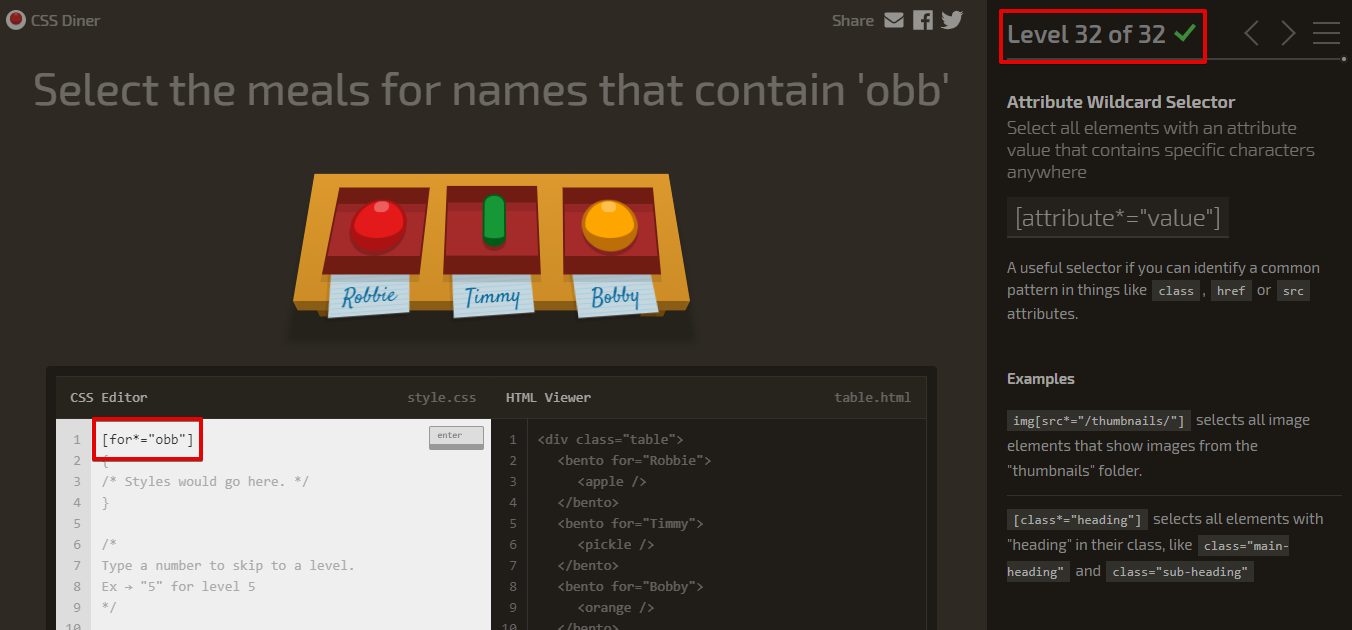 CSS Diner
Share
Select the meals for names that contain 'obb'
Robbie
Timmy
Bobby
CSS Editor
style.css
HTML Viewer
table.html
1 [for*="obb"]
enter
2 {
3 /* Styles would go here. */
4 }
5
6 /*
7 Type a number to skip to a level.
8 Ex → "5" for level 5
9 */
10
1 <div class="table">
2 <bento for="Robbie">
3 <apple />
4 </bento>
5 <bento for="Timmy">
6 <pickle />
7 </bento>
8 <bento for="Bobby">
9 <orange />
10 </bento>
Level 32 of 32
Attribute Wildcard Selector
Select all elements with an attribute
value that contains specific characters
anywhere
[attribute*="value"]
A useful selector if you can identify a common
pattern in things like class , href or src
attributes.
Examples
img[src*="/thumbnails/"] selects all image
elements that show images from the
"thumbnails" folder.
[class*="heading"] selects all elements with
"heading" in their class, like class="main-
heading" and class="sub-heading"